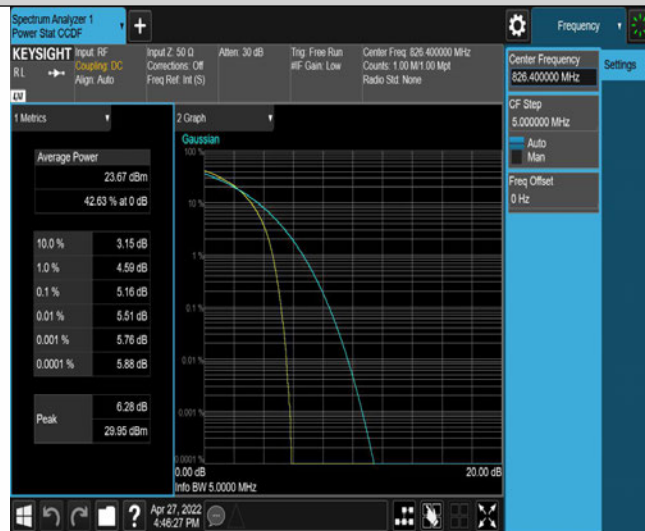 Spectrum Analyzer 1
Power Stat CCDF
Frequency
KEYSIGHT
RL
Input: RF
Coupling: DC
Align: Auto
Input Z: 50 Ω
Corrections: Off
Freq Ref: Int (S)
Atten: 30 dB
Trig: Free Run
#IF Gain: Low
Center Freq: 826.400000 MHz
Counts: 1.00 M/1.00 Mpt
Radio Std: None
Center Frequency
826.400000 MHz
Settings
CF Step
5.000000 MHz
Auto
Man
Freq Offset
0 Hz
1 Metrics
Average Power
23.67 dBm
42.63 % at 0 dB
10.0 % 3.15 dB
1.0 % 4.59 dB
0.1 % 5.16 dB
0.01 % 5.51 dB
0.001 % 5.76 dB
0.0001 % 5.88 dB
Peak
6.28 dB
29.95 dBm
2 Graph
Gaussian
100 %
10 %
1 %
0.1 %
0.01 %
0.001 %
0.0001 %
0.00 dB
20.00 dB
Info BW 5.0000 MHz
?
Apr 27, 2022
4:46:27 PM